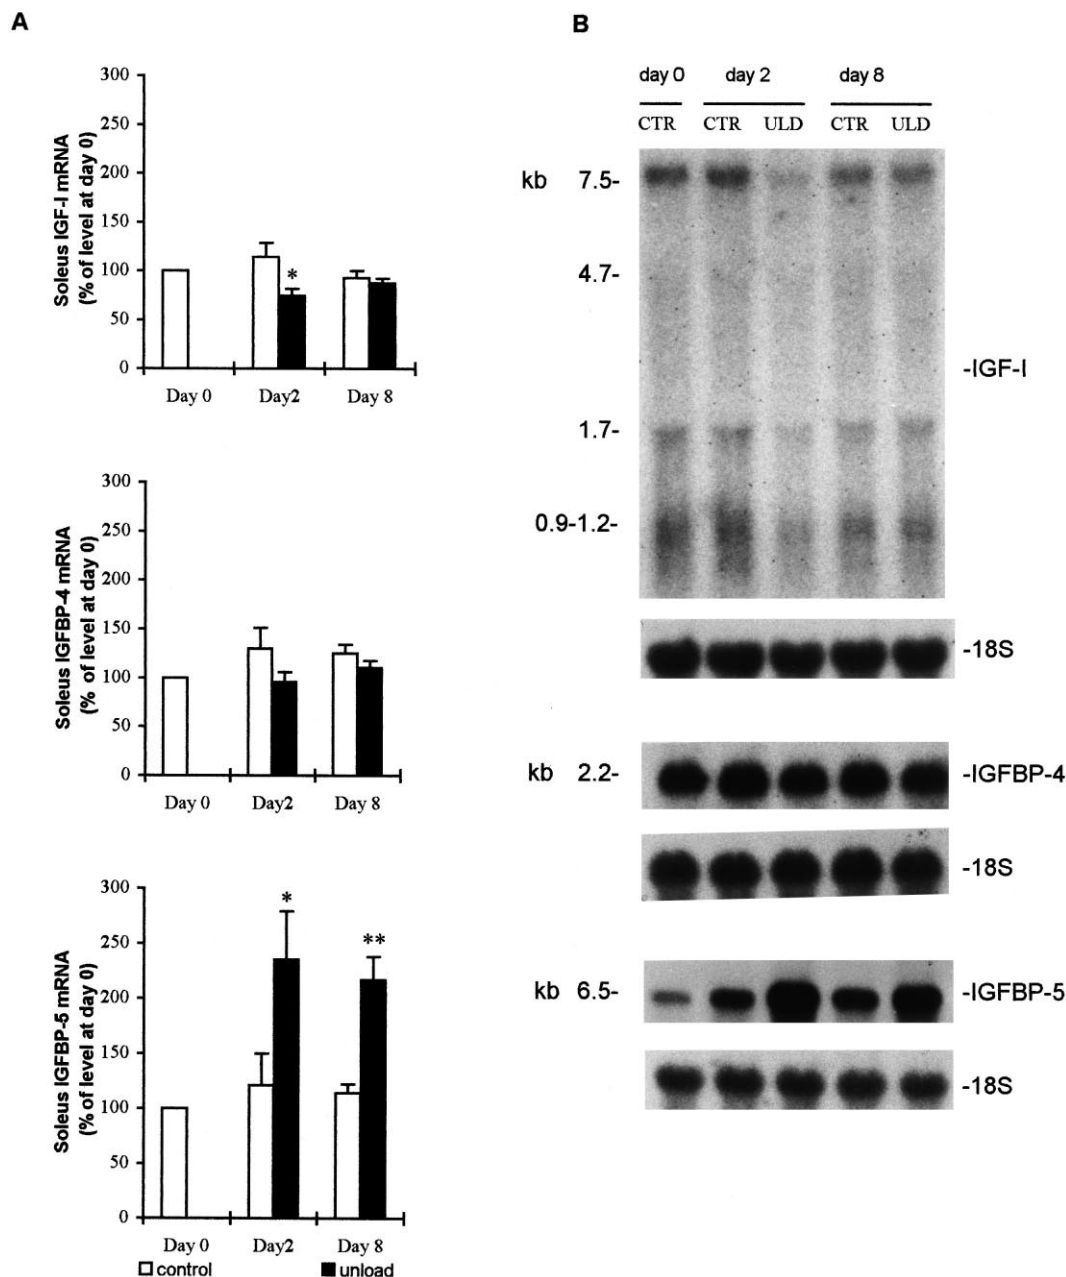 A
300
250
200
150
100
50
0
Soleus IGF-I mRNA
(% of level at day 0)
*
Day 0 Day2 Day 8
300
250
200
150
100
50
0
Soleus IGFBP-4 mRNA
(% of level at day 0)
Day 0 Day2 Day 8
300
250
200
150
100
50
0
Soleus IGFBP-5 mRNA
(% of level at day 0)
*
**
Day 0 Day2 Day 8
control unload
B
day 0 day 2 day 8
CTR CTR ULD CTR ULD
kb 7.5-
4.7-
-IGF-I
1.7-
0.9-1.2-
-18S
kb 2.2- -IGFBP-4
-18S
kb 6.5- -IGFBP-5
-18S